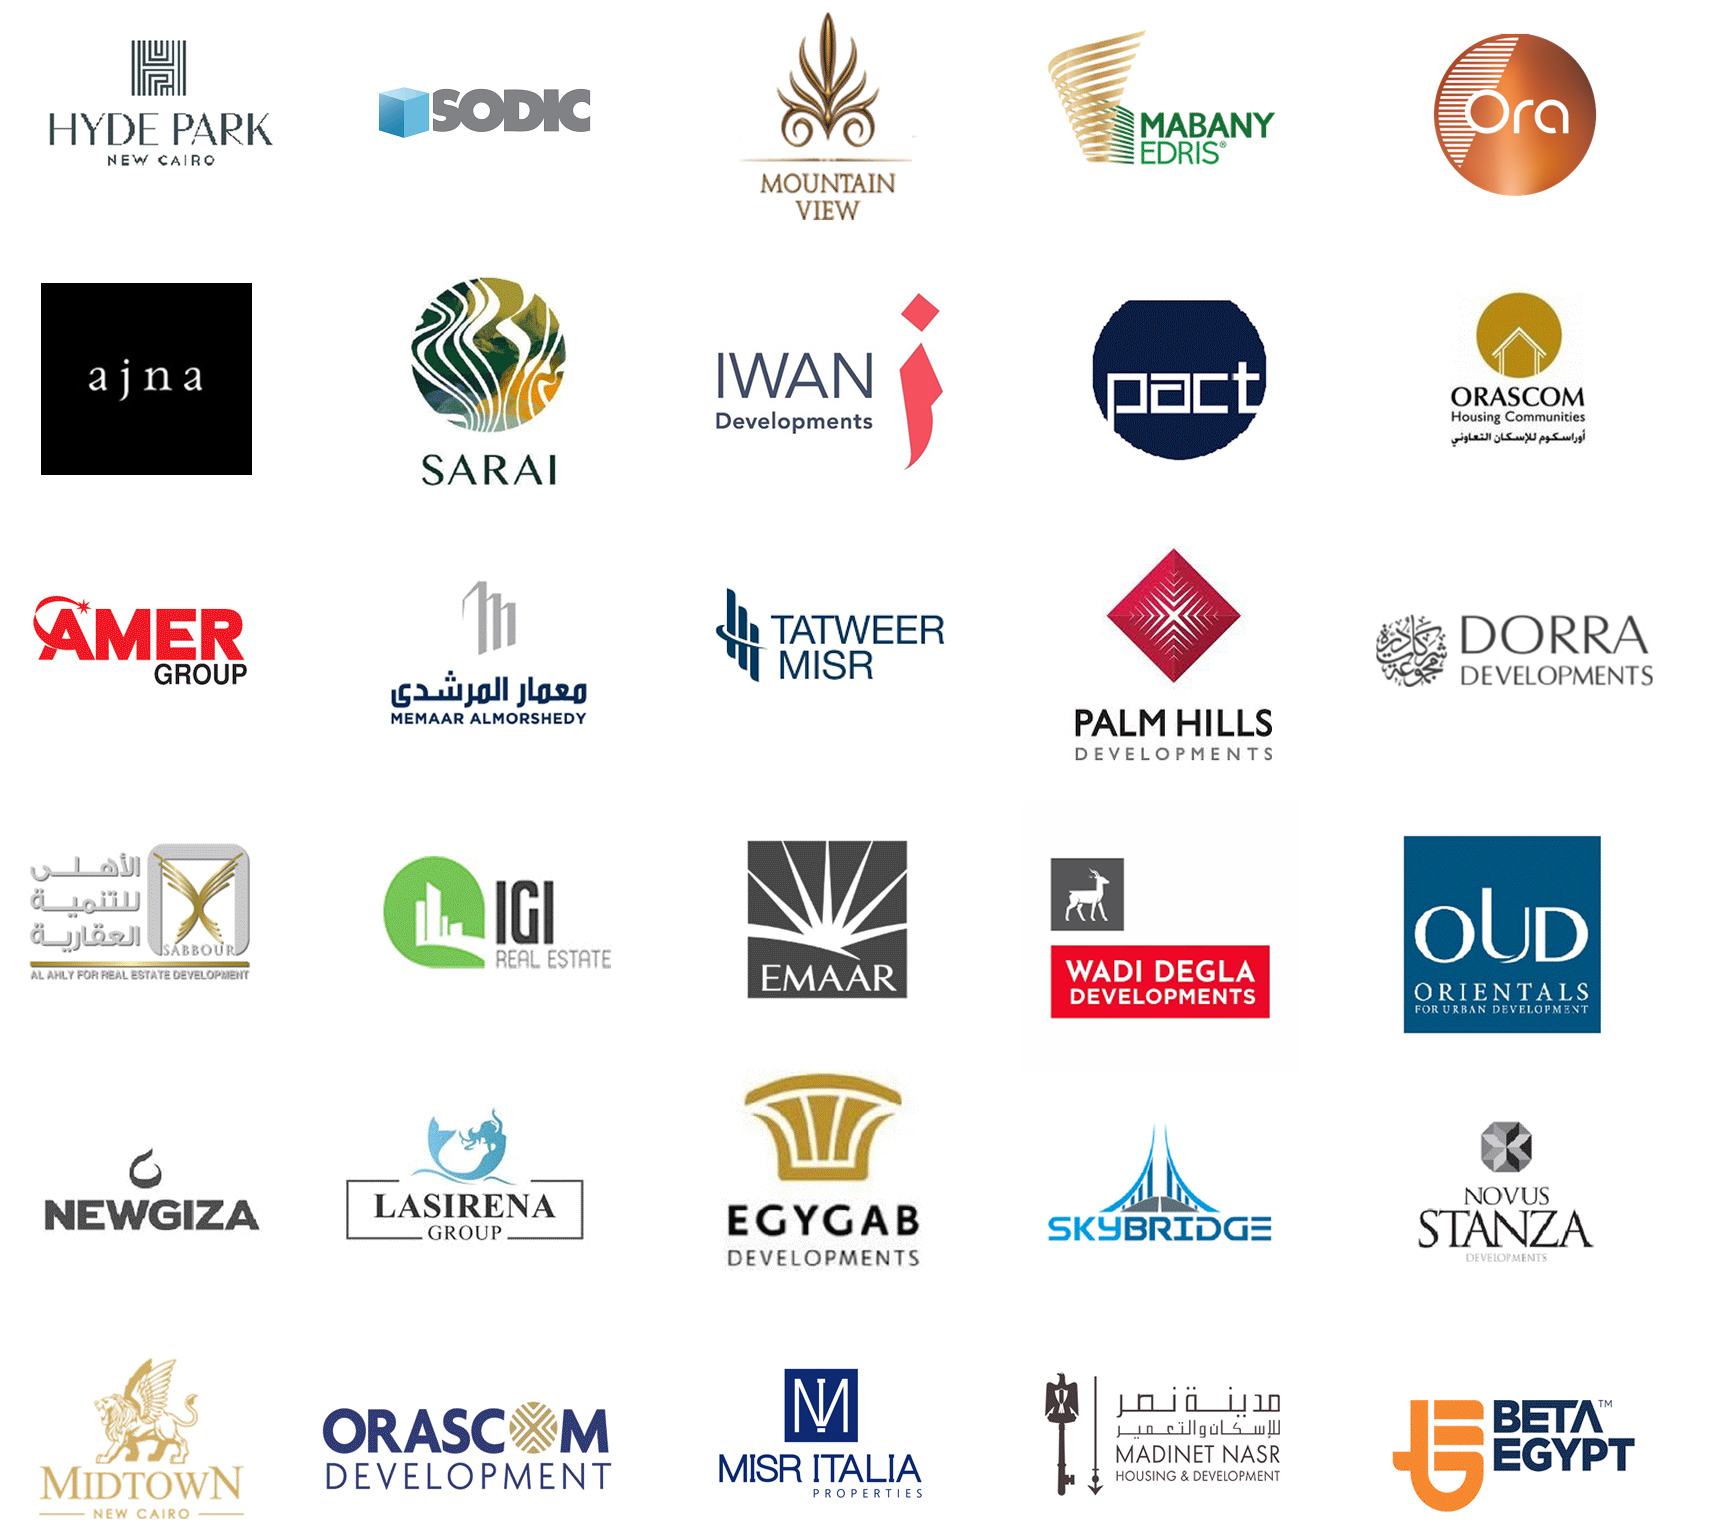 HYDE PARK
NEW CAIRO
SODIC
MOUNTAIN
VIEW
MABANY
EDRIS®
Ora
ajna
SARAI
IWAN
Developments
pact
ORASCOM
Housing Communities
أوراسكوم للإسكان التعاوني
AMER
GROUP
معمار المرشدى
MEMAAR ALMORSHEDY
TATWEER
MISR
PALM HILLS
DEVELOPMENTS
DORRA
DEVELOPMENTS
الأهلى
للتنمية
العقارية
SABBOUR
AL AHLY FOR REAL ESTATE DEVELOPMENT
IGI
REAL ESTATE
EMAAR
WADI DEGLA
DEVELOPMENTS
OUD
ORIENTALS
FOR URBAN DEVELOPMENT
NEWGIZA
LASIRENA
GROUP
EGYGAB
DEVELOPMENTS
SKYBRIDGE
NOVUS
STANZA
DEVELOPMENTS
MIDTOWN
NEW CAIRO
ORASCOM
DEVELOPMENT
MISR ITALIA
PROPERTIES
مدينة نصر
للإسكان والتعمير
MADINET NASR
HOUSING & DEVELOPMENT
BETA™
EGYPT